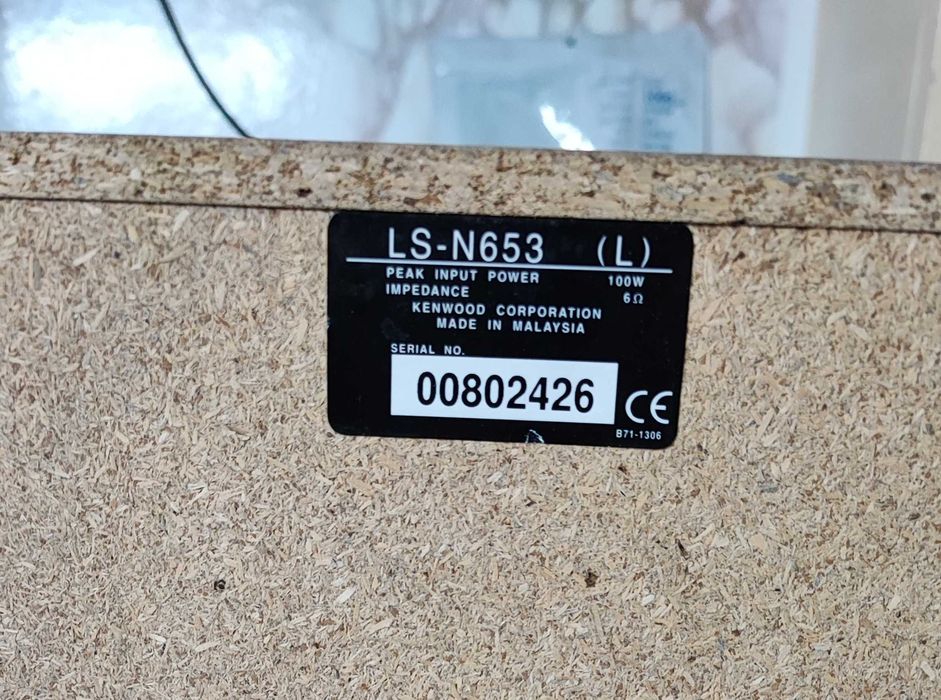 LS-N653 (L)
PEAK INPUT POWER 100W
IMPEDANCE 6Ω
KENWOOD CORPORATION
MADE IN MALAYSIA
SERIAL NO.
00802426
CE
B71-1306